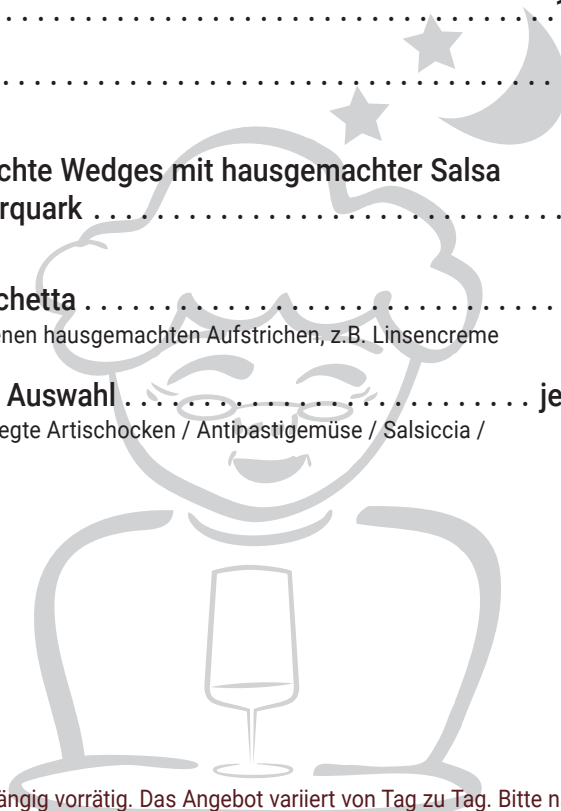 chte Wedges mit hausgemachter Salsa
rquark . . . . . . . . . . . . . . . . . . . . . . . . . . . . . . . .
chetta . . . . . . . . . . . . . . . . . . . . . . . . . . . . . . . .
enen hausgemachten Aufstrichen, z.B. Linsencreme
Auswahl . . . . . . . . . . . . . . . . . . . . . . . . . . . je
egte Artischocken / Antipastigemüse / Salsiccia /
ängig vorrätig. Das Angebot variiert von Tag zu Tag. Bitte n